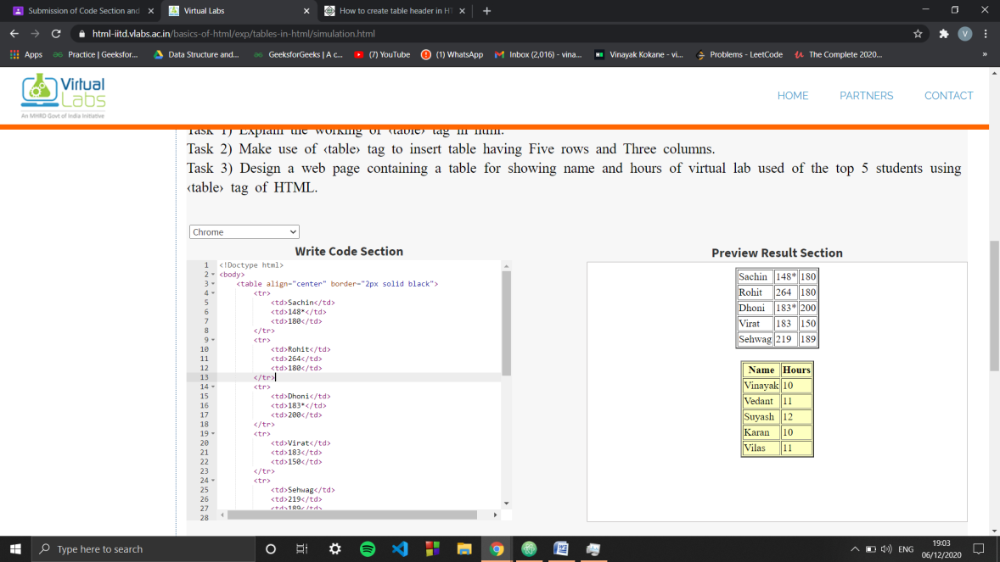 Submission of Code Section and
Virtual Labs
How to create table header in HT
html-iitd.vlabs.ac.in/basics-of-html/exp/tables-in-html/simulation.html
Apps
Practice | Geeksfor...
Data Structure and...
GeeksforGeeks | A c...
(7) YouTube
(1) WhatsApp
Inbox (2,016) - vina...
Vinayak Kokane - vi...
Problems - LeetCode
The Complete 2020...
»
V
Virtual
Labs
An MHRD Govt of India Initiative
HOME
PARTNERS
CONTACT
Task 1) Explain the working of ‹table› tag in html.
Task 2) Make use of ‹table› tag to insert table having Five rows and Three columns.
Task 3) Design a web page containing a table for showing name and hours of virtual lab used of the top 5 students using
‹table› tag of HTML.
Chrome
Write Code Section
1 <!Doctype html>
2 <body>
3 <table align="center" border="2px solid black">
4 <tr>
5 <td>Sachin</td>
6 <td>148*</td>
7 <td>180</td>
8 </tr>
9 <tr>
10 <td>Rohit</td>
11 <td>264</td>
12 <td>180</td>
13 </tr>
14 <tr>
15 <td>Dhoni</td>
16 <td>183*</td>
17 <td>200</td>
18 </tr>
19 <tr>
20 <td>Virat</td>
21 <td>183</td>
22 <td>150</td>
23 </tr>
24 <tr>
25 <td>Sehwag</td>
26 <td>219</td>
27 <td>189</td>
28
Preview Result Section
Sachin 148* 180
Rohit 264 180
Dhoni 183* 200
Virat 183 150
Sehwag 219 189
Name Hours
Vinayak 10
Vedant 11
Suyash 12
Karan 10
Vilas 11
Type here to search
ENG
19:03
06/12/2020